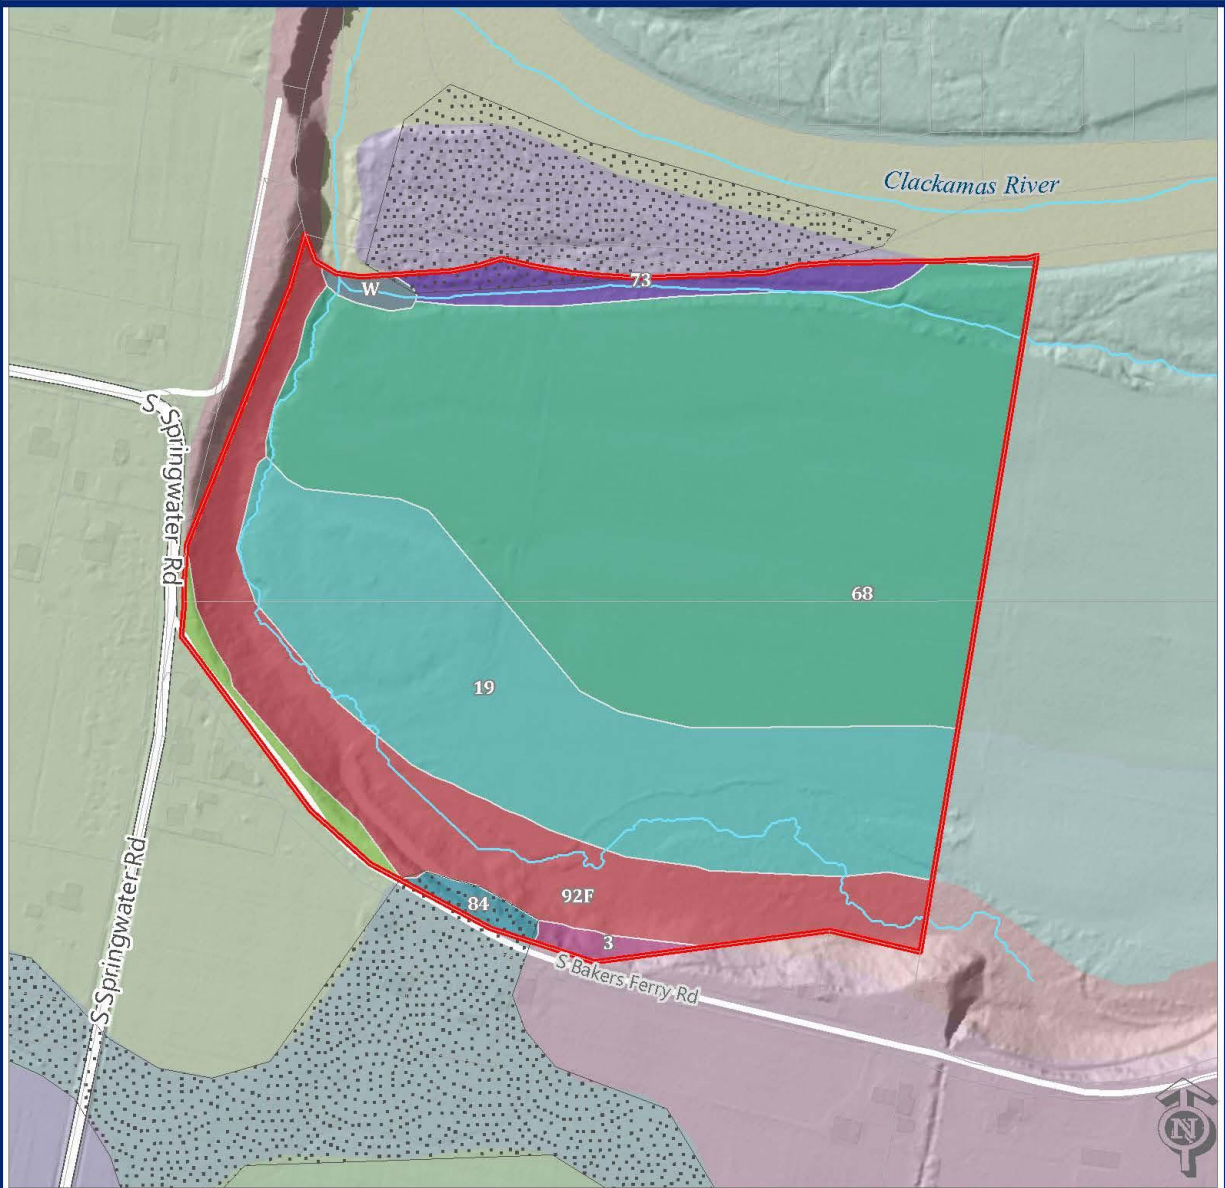 Clackamas River
73
W
S Springwater Rd
68
19
92F
84
3
S Springwater Rd
S Bakers Ferry Rd
N